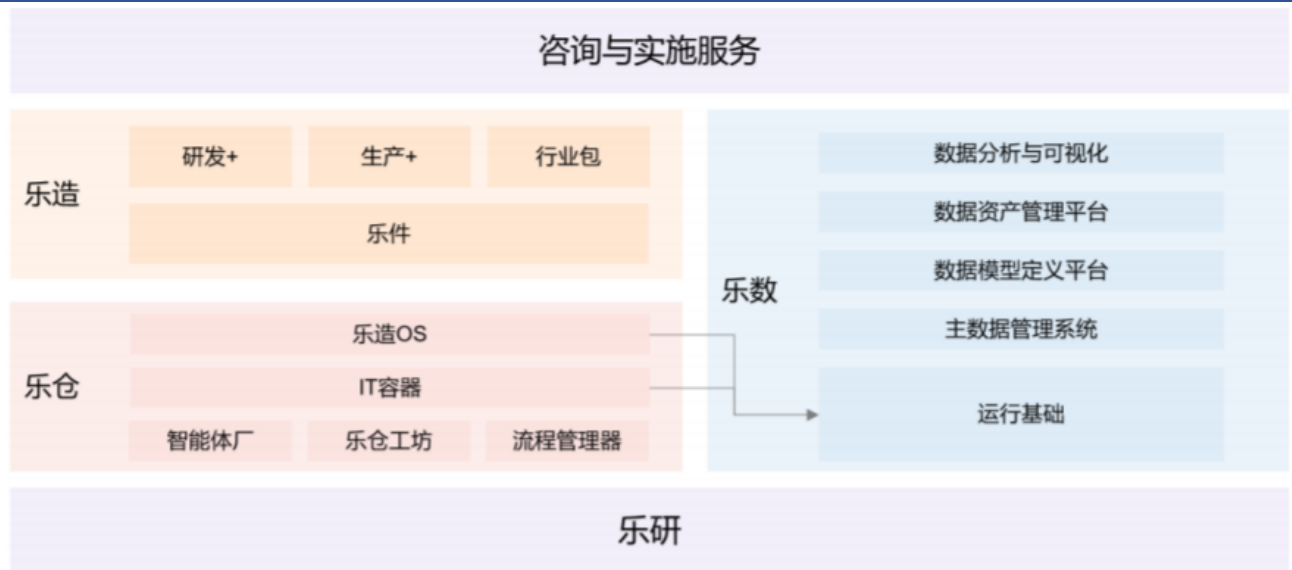 咨询与实施服务
乐造
研发+
生产+
行业包
乐件
乐仓
乐造OS
IT容器
智能体厂
乐仓工坊
流程管理器
乐数
数据分析与可视化
数据资产管理平台
数据模型定义平台
主数据管理系统
运行基础
乐研